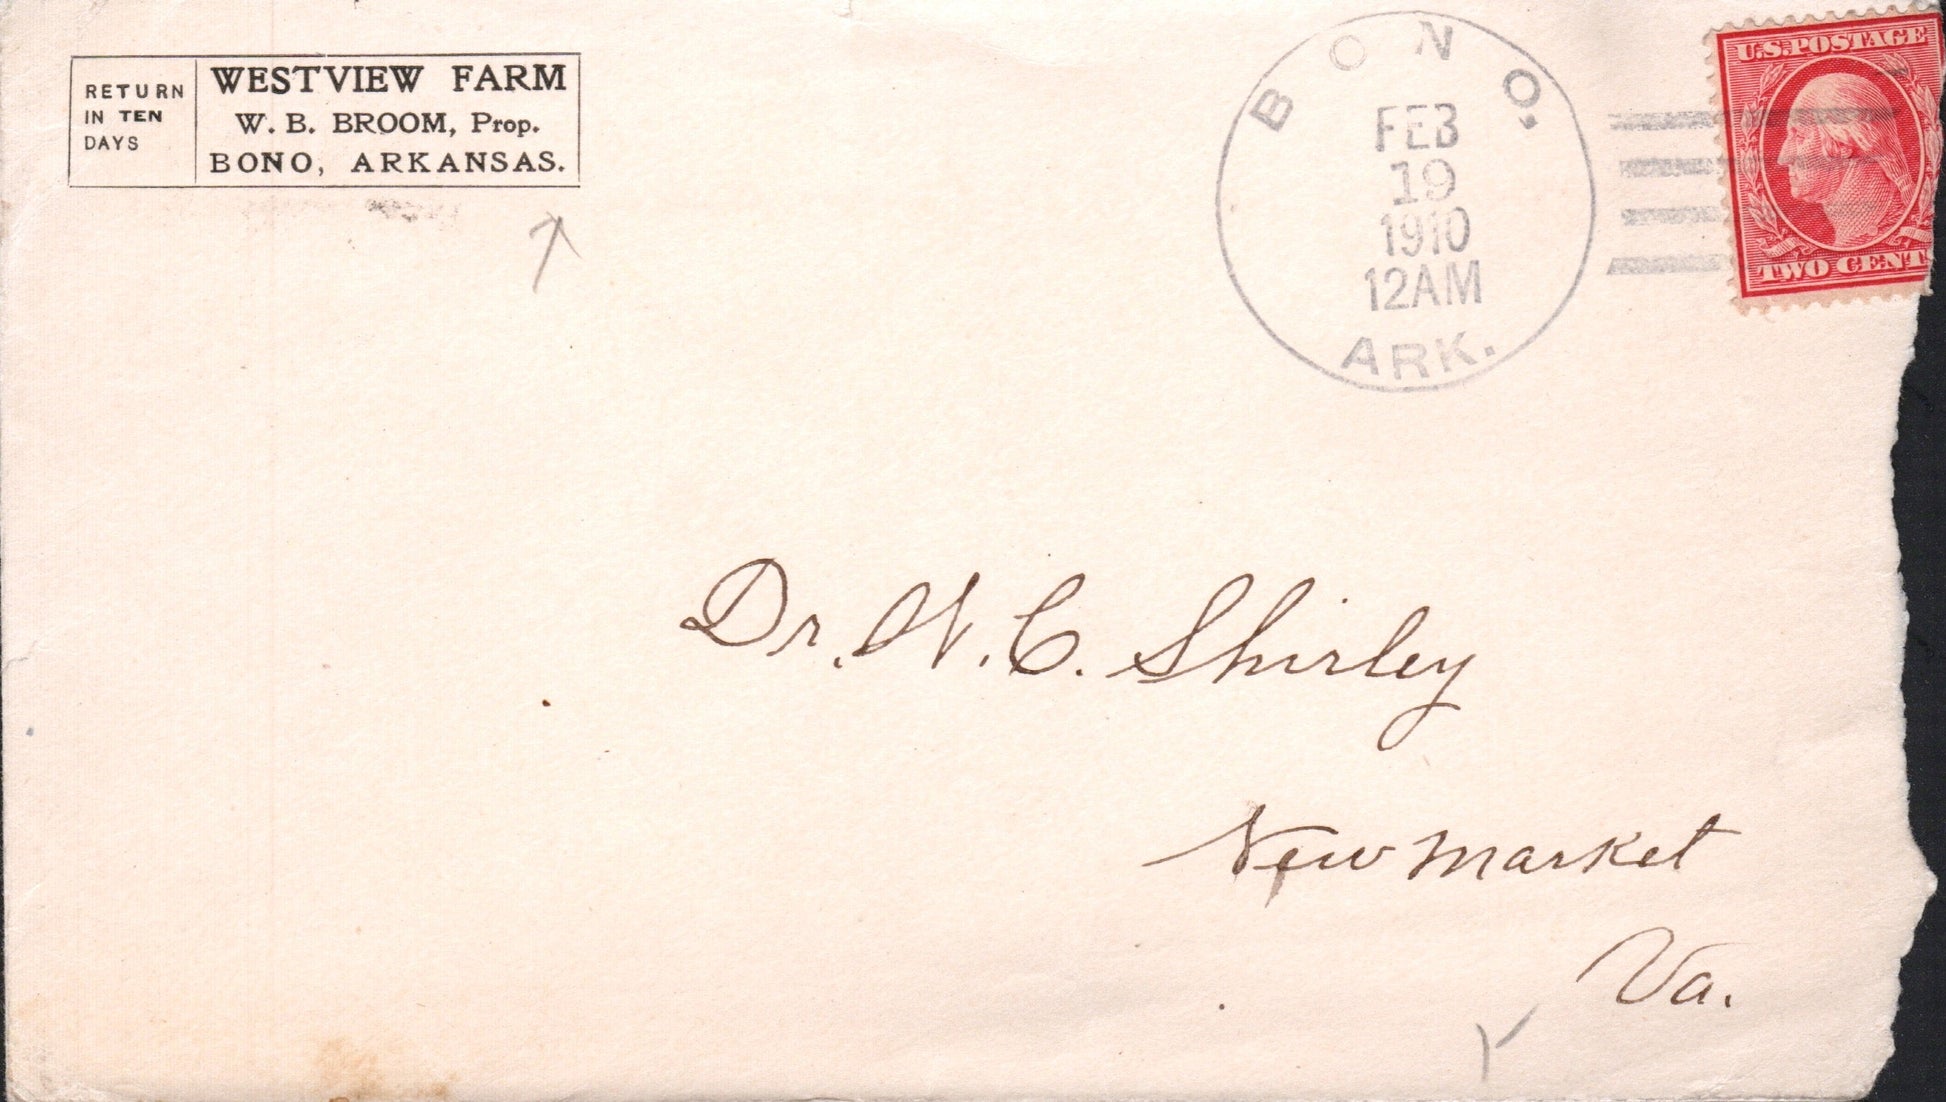 RETURN
IN TEN
DAYS
WESTVIEW FARM
W. B. BROOM, Prop.
BONO, ARKANSAS.
BONO,
FEB
19
1910
12AM
ARK.
U.S. POSTAGE
TWO CENT
Dr. W. C. Shirley
New Market
Va.